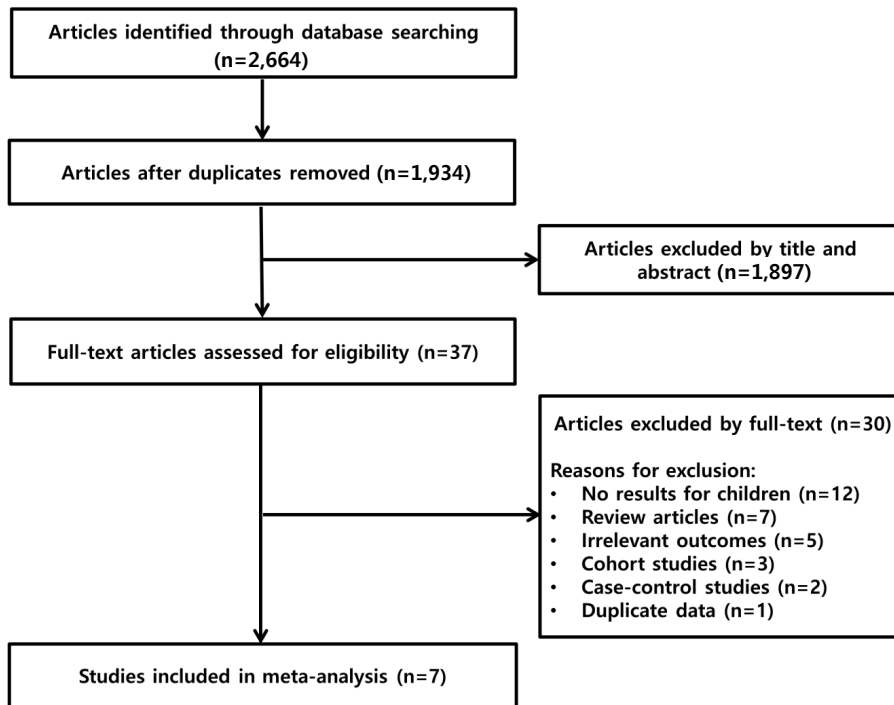 Articles identified through database searching
(n=2,664)
Articles after duplicates removed (n=1,934)
Articles excluded by title and
abstract (n=1,897)
Full-text articles assessed for eligibility (n=37)
Articles excluded by full-text (n=30)
Reasons for exclusion:
• No results for children (n=12)
• Review articles (n=7)
• Irrelevant outcomes (n=5)
• Cohort studies (n=3)
• Case-control studies (n=2)
• Duplicate data (n=1)
Studies included in meta-analysis (n=7)